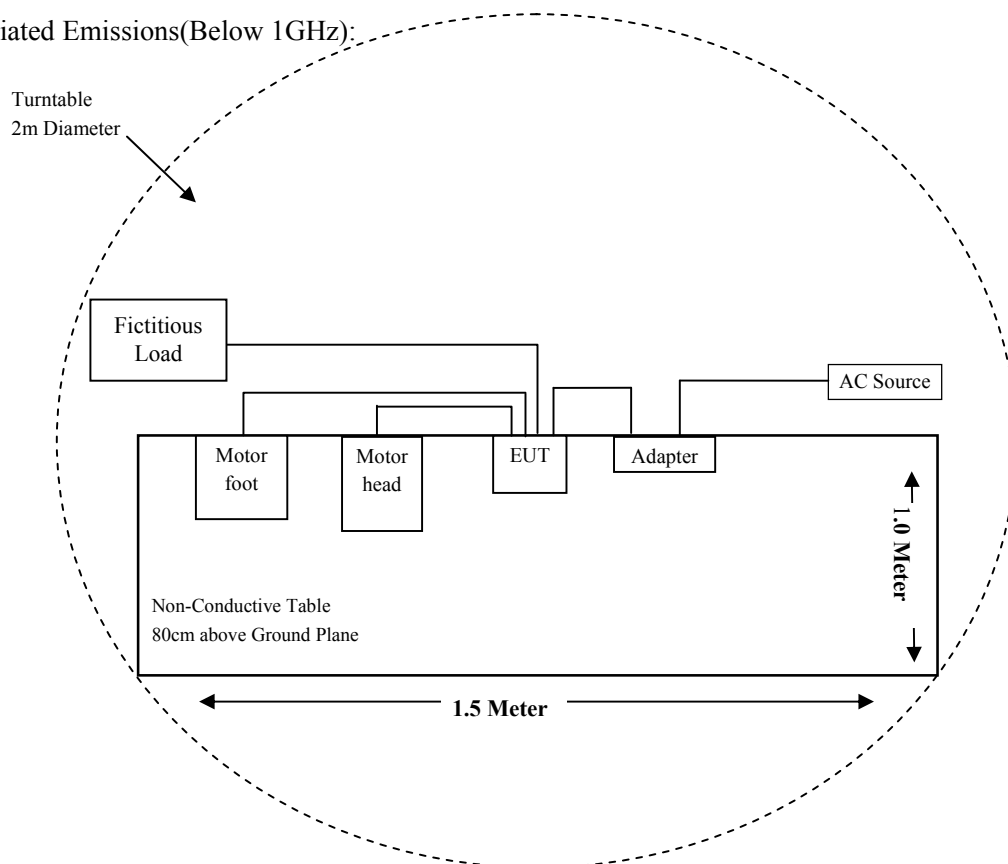 iated Emissions(Below 1GHz):
Turntable
2m Diameter
Fictitious
Load
AC Source
Motor
foot
Motor
head
EUT
Adapter
1.0 Meter
Non-Conductive Table
80cm above Ground Plane
1.5 Meter